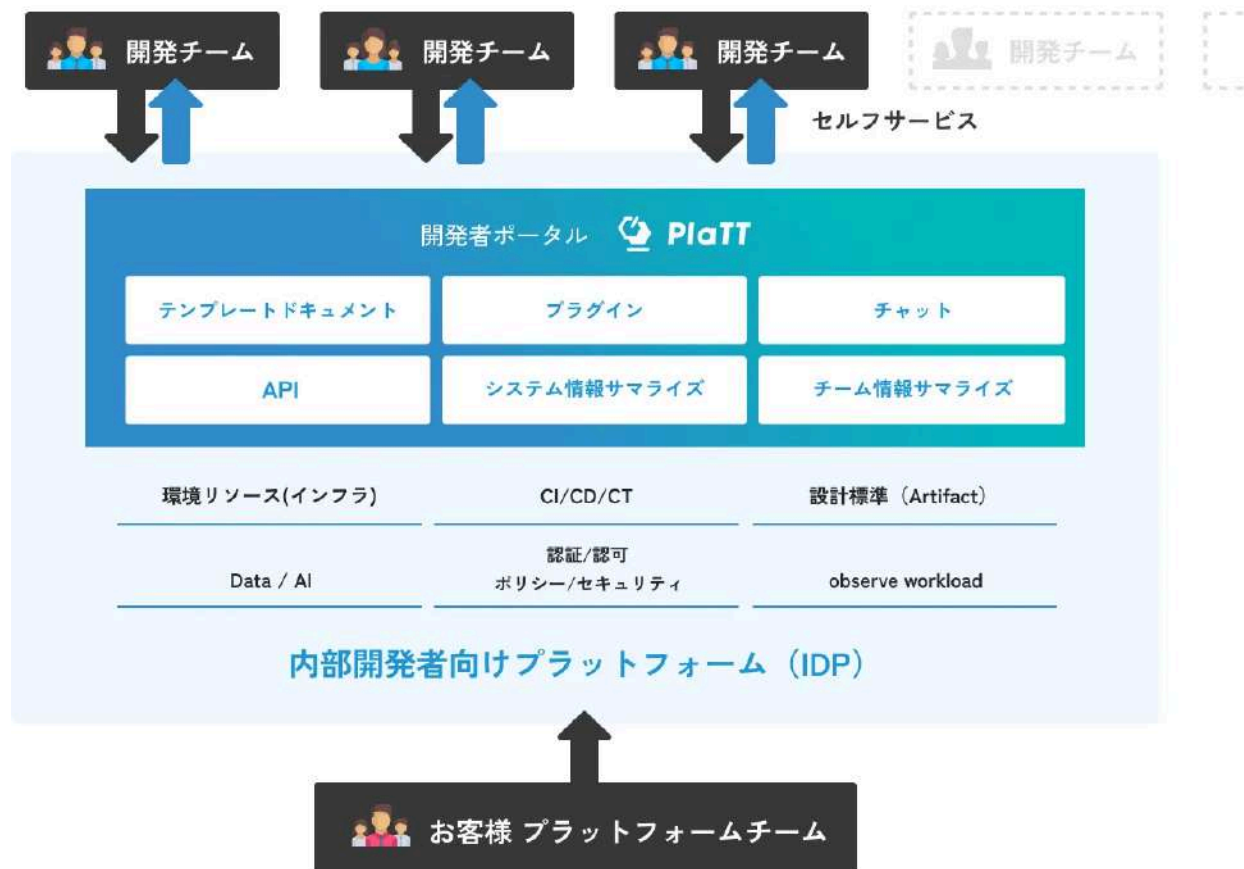 開発チーム
開発チーム
開発チーム
開発チーム
セルフサービス
開発者ポータル PlaTT
テンプレートドキュメント
プラグイン
チャット
API
システム情報サマライズ
チーム情報サマライズ
環境リソース(インフラ)
CI/CD/CT
設計標準（Artifact）
Data / AI
認証/認可
ポリシー/セキュリティ
observe workload
内部開発者向けプラットフォーム（IDP）
お客様 プラットフォームチーム